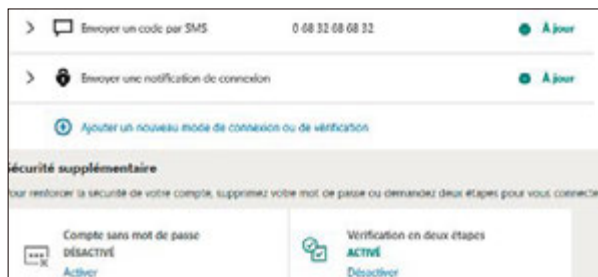 Envoyer un code par SMS 0 68 32 68 68 32 À jour
Envoyer une notification de connexion À jour
Ajouter un nouveau mode de connexion ou de vérification
Sécurité supplémentaire
Pour renforcer la sécurité de votre compte, supprimez votre mot de passe ou demandez deux étapes pour vous connecte
Compte sans mot de passe
DÉSACTIVÉ
Activer
Vérification en deux étapes
ACTIVÉ
Désactiver